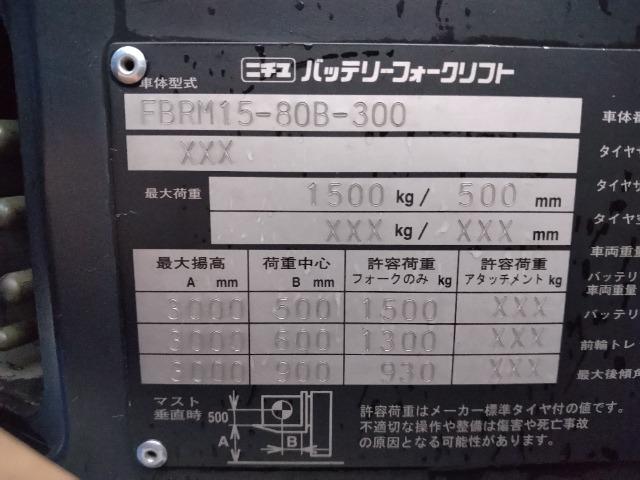 ニチユ バッテリーフォークリフト
車体型式
FBRM15-80B-300
XXX
最大荷重 1500 kg/ 500 mm
XXX kg/ XXX mm
最大揚高 A mm 荷重中心 B mm 許容荷重 フォークのみ kg 許容荷重 アタッチメント kg
3000 500 1500 XXX
3000 600 1300 XXX
3000 900 930 XXX
マスト
垂直時 500
A B
許容荷重はメーカー標準タイヤ付の値です。
不適切な操作や整備は傷害や死亡事故
の原因となる可能性があります。
車体番
タイヤサ
タイヤサ
タイヤ空
車両重量
バッテリ
車両重量
バッテリ
前輪トレ
最大後傾角